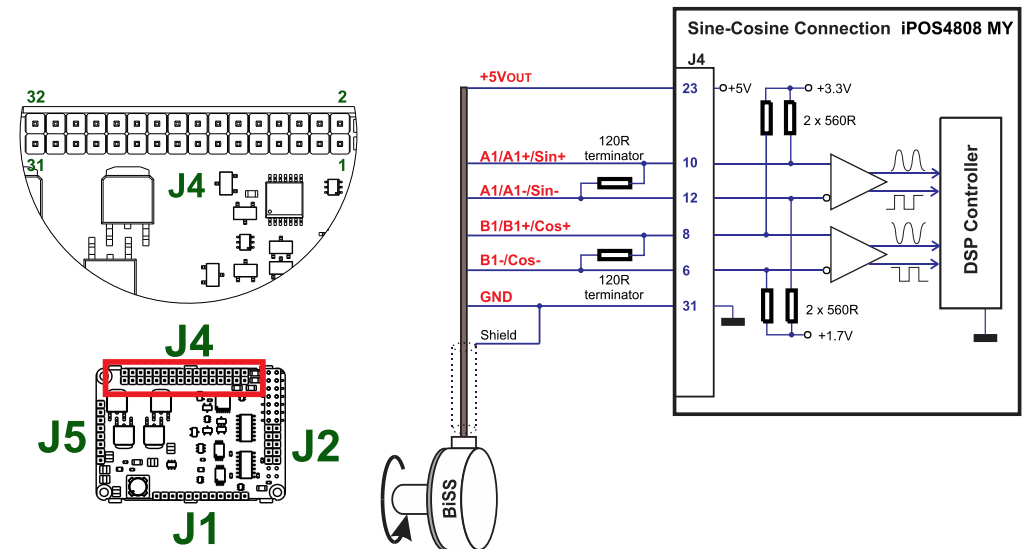 32
2
31
1
J4
J4
J5
J2
J1
Sine-Cosine Connection iPOS4808 MY
J4
+5VOUT
23
+5V
+3.3V
2 x 560R
120R
terminator
A1/A1+/Sin+
10
A1/A1-/Sin-
12
B1/B1+/Cos+
8
B1-/Cos-
6
120R
terminator
GND
31
2 x 560R
+1.7V
Shield
DSP Controller
BiSS